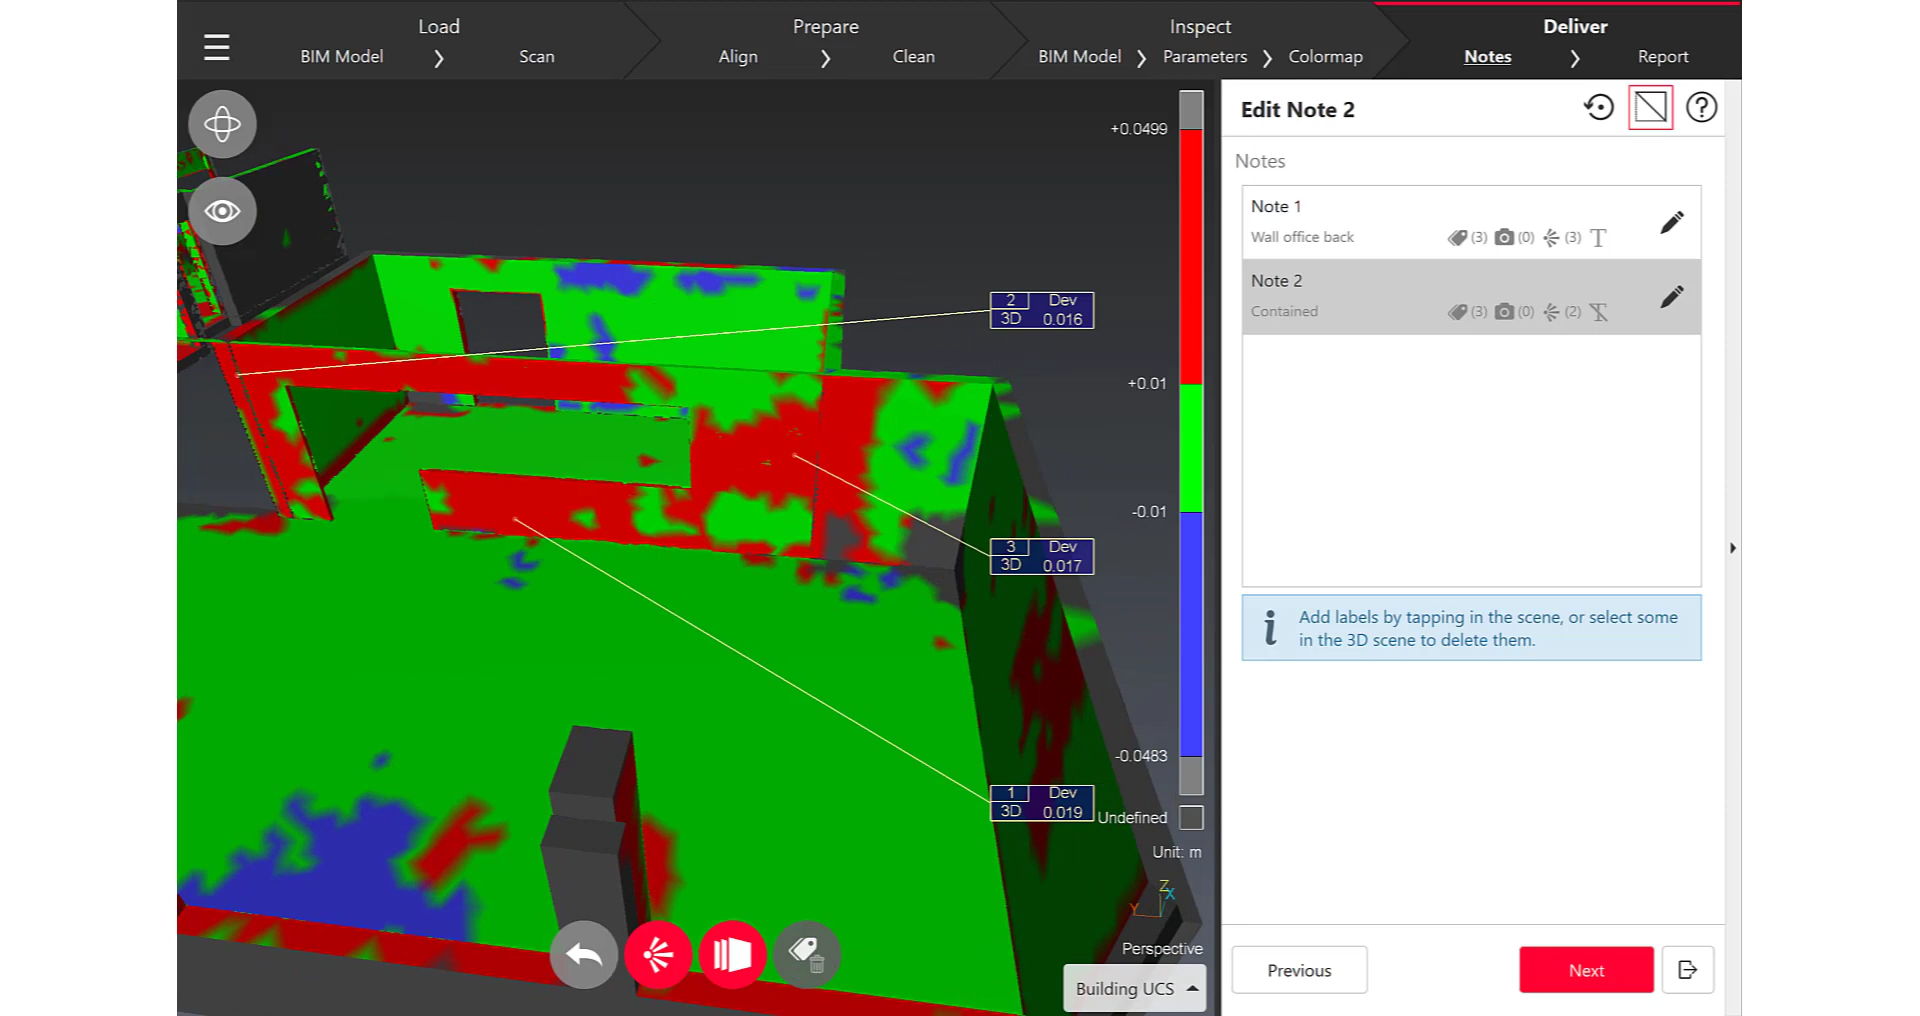 Load
Prepare
Inspect
Deliver
BIM Model
Scan
Align
Clean
BIM Model
Parameters
Colormap
Notes
Report
+0.0499
+0.01
-0.01
-0.0483
Undefined
Unit: m
2 Dev
3D 0.016
3 Dev
3D 0.017
1 Dev
3D 0.019
Z
X
Y
Perspective
Building UCS
Edit Note 2
Notes
Note 1
Wall office back (3) (0) (3) T
Note 2
Contained (3) (0) (2) T
Add labels by tapping in the scene, or select some
in the 3D scene to delete them.
Previous
Next